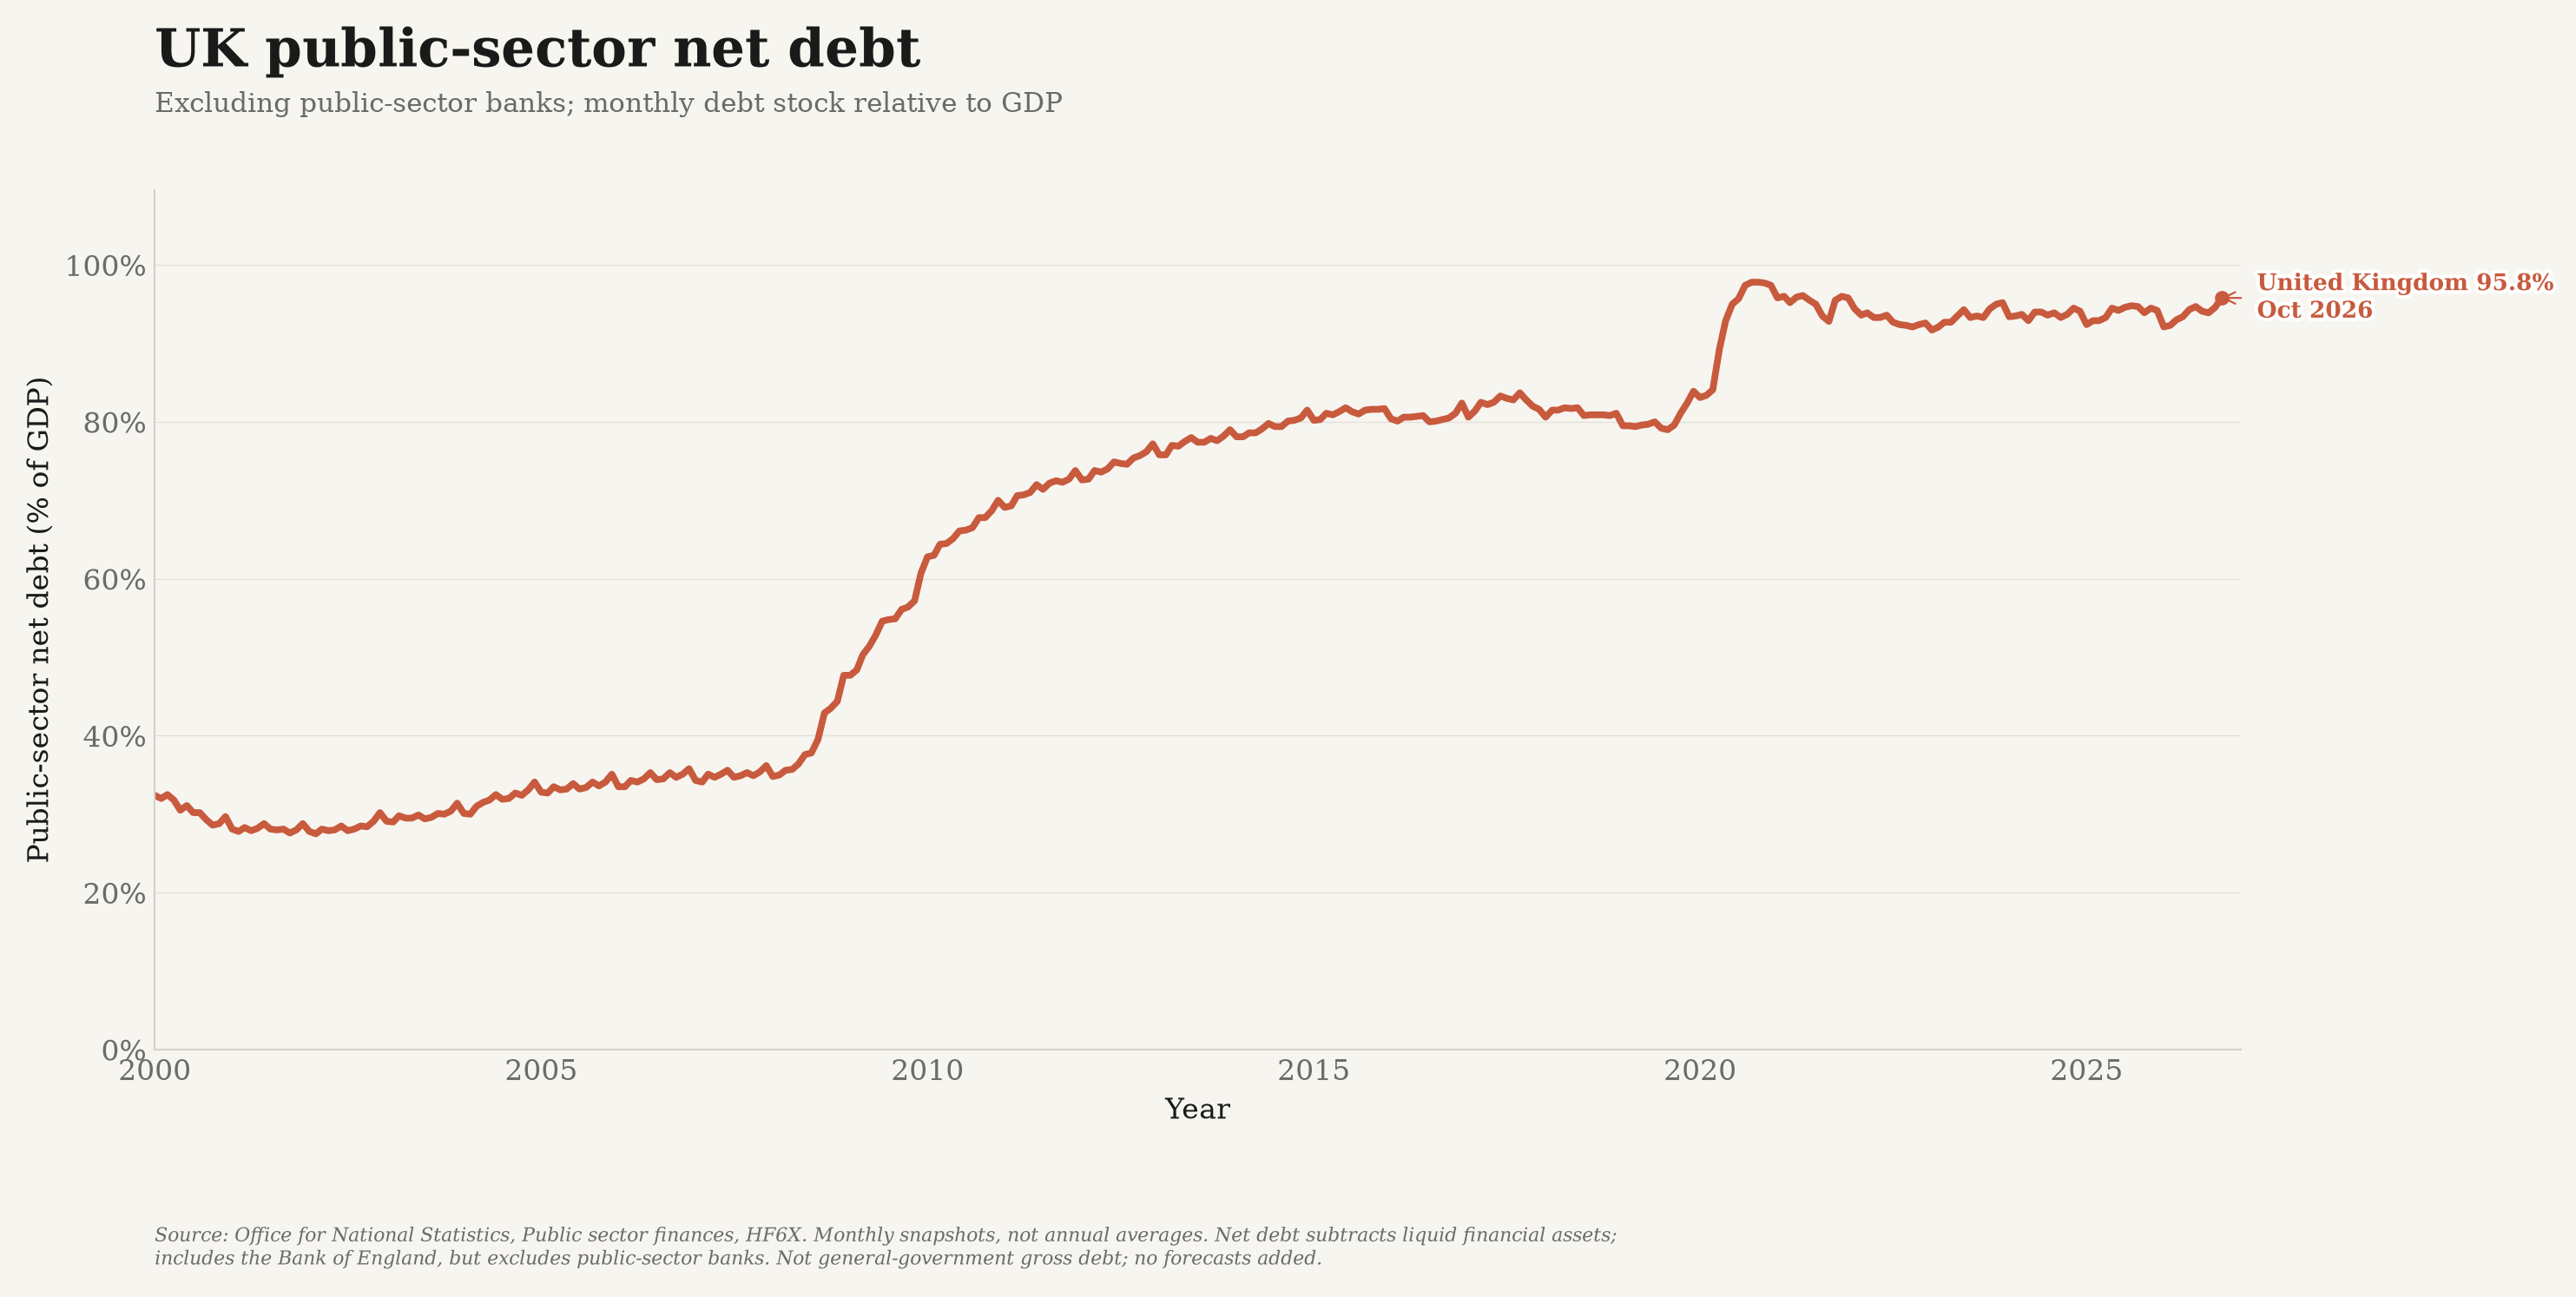 UK public-sector net debt
Excluding public-sector banks; monthly debt stock relative to GDP
Public-sector net debt (% of GDP)
100%
80%
60%
40%
20%
0%
United Kingdom 95.8%
Oct 2026
2000
2005
2010
2015
2020
2025
Year
Source: Office for National Statistics, Public sector finances, HF6X. Monthly snapshots, not annual averages. Net debt subtracts liquid financial assets;
includes the Bank of England, but excludes public-sector banks. Not general-government gross debt; no forecasts added.